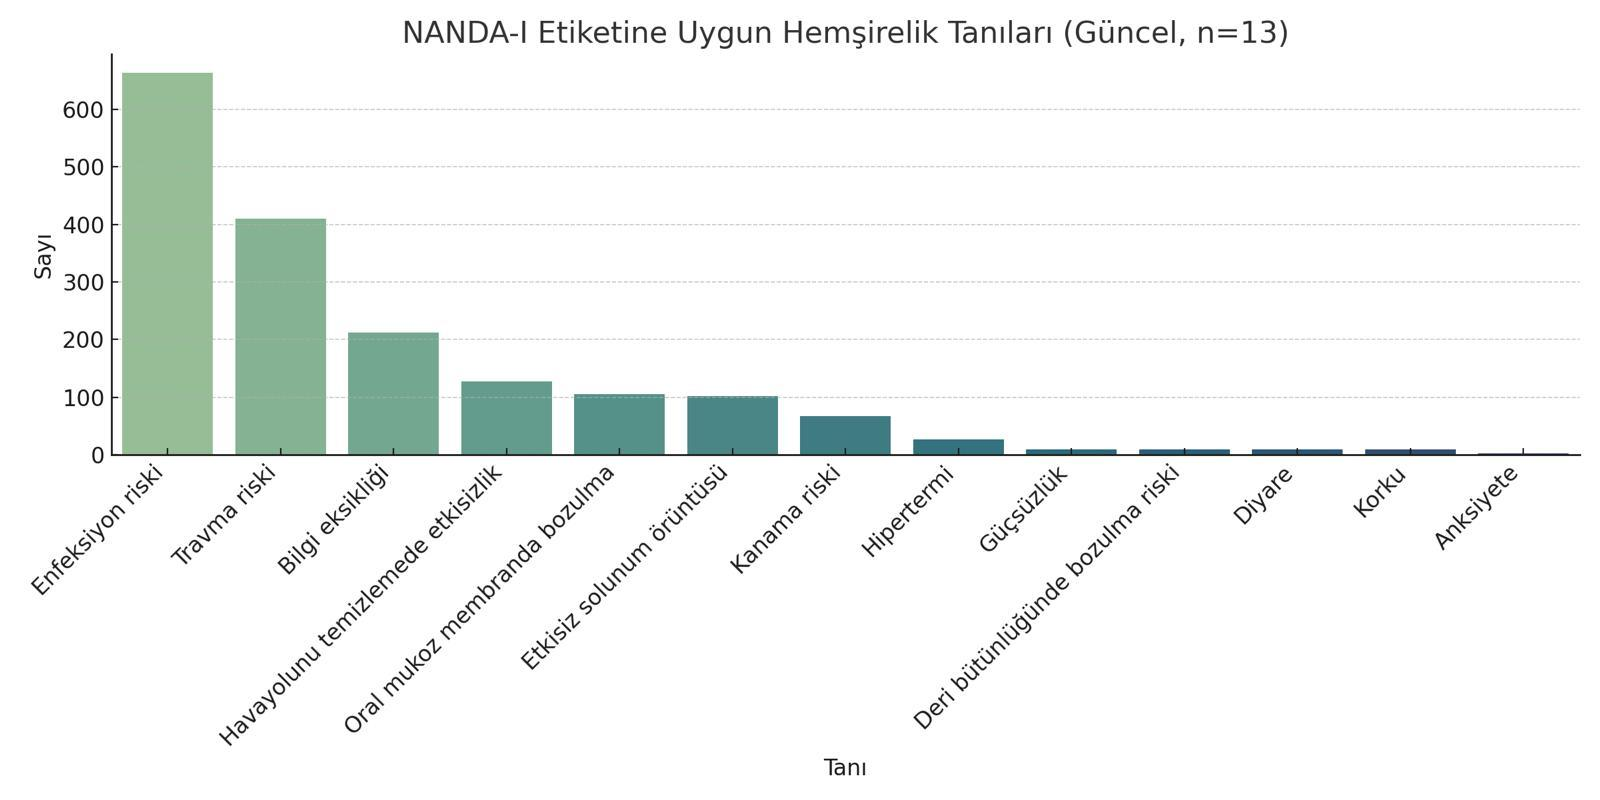 NANDA-I Etiketine Uygun Hemşirelik Tanıları (Güncel, n=13)
Sayı
600
500
400
300
200
100
0
Enfeksiyon riski
Travma riski
Bilgi eksikliği
Havayolunu temizlemede etkisizlik
Oral mukoz membranda bozulma
Etkisiz solunum örüntüsü
Kanama riski
Hipertermi
Güçsüzlük
Deri bütünlüğünde bozulma riski
Diyare
Korku
Anksiyete
Tanı